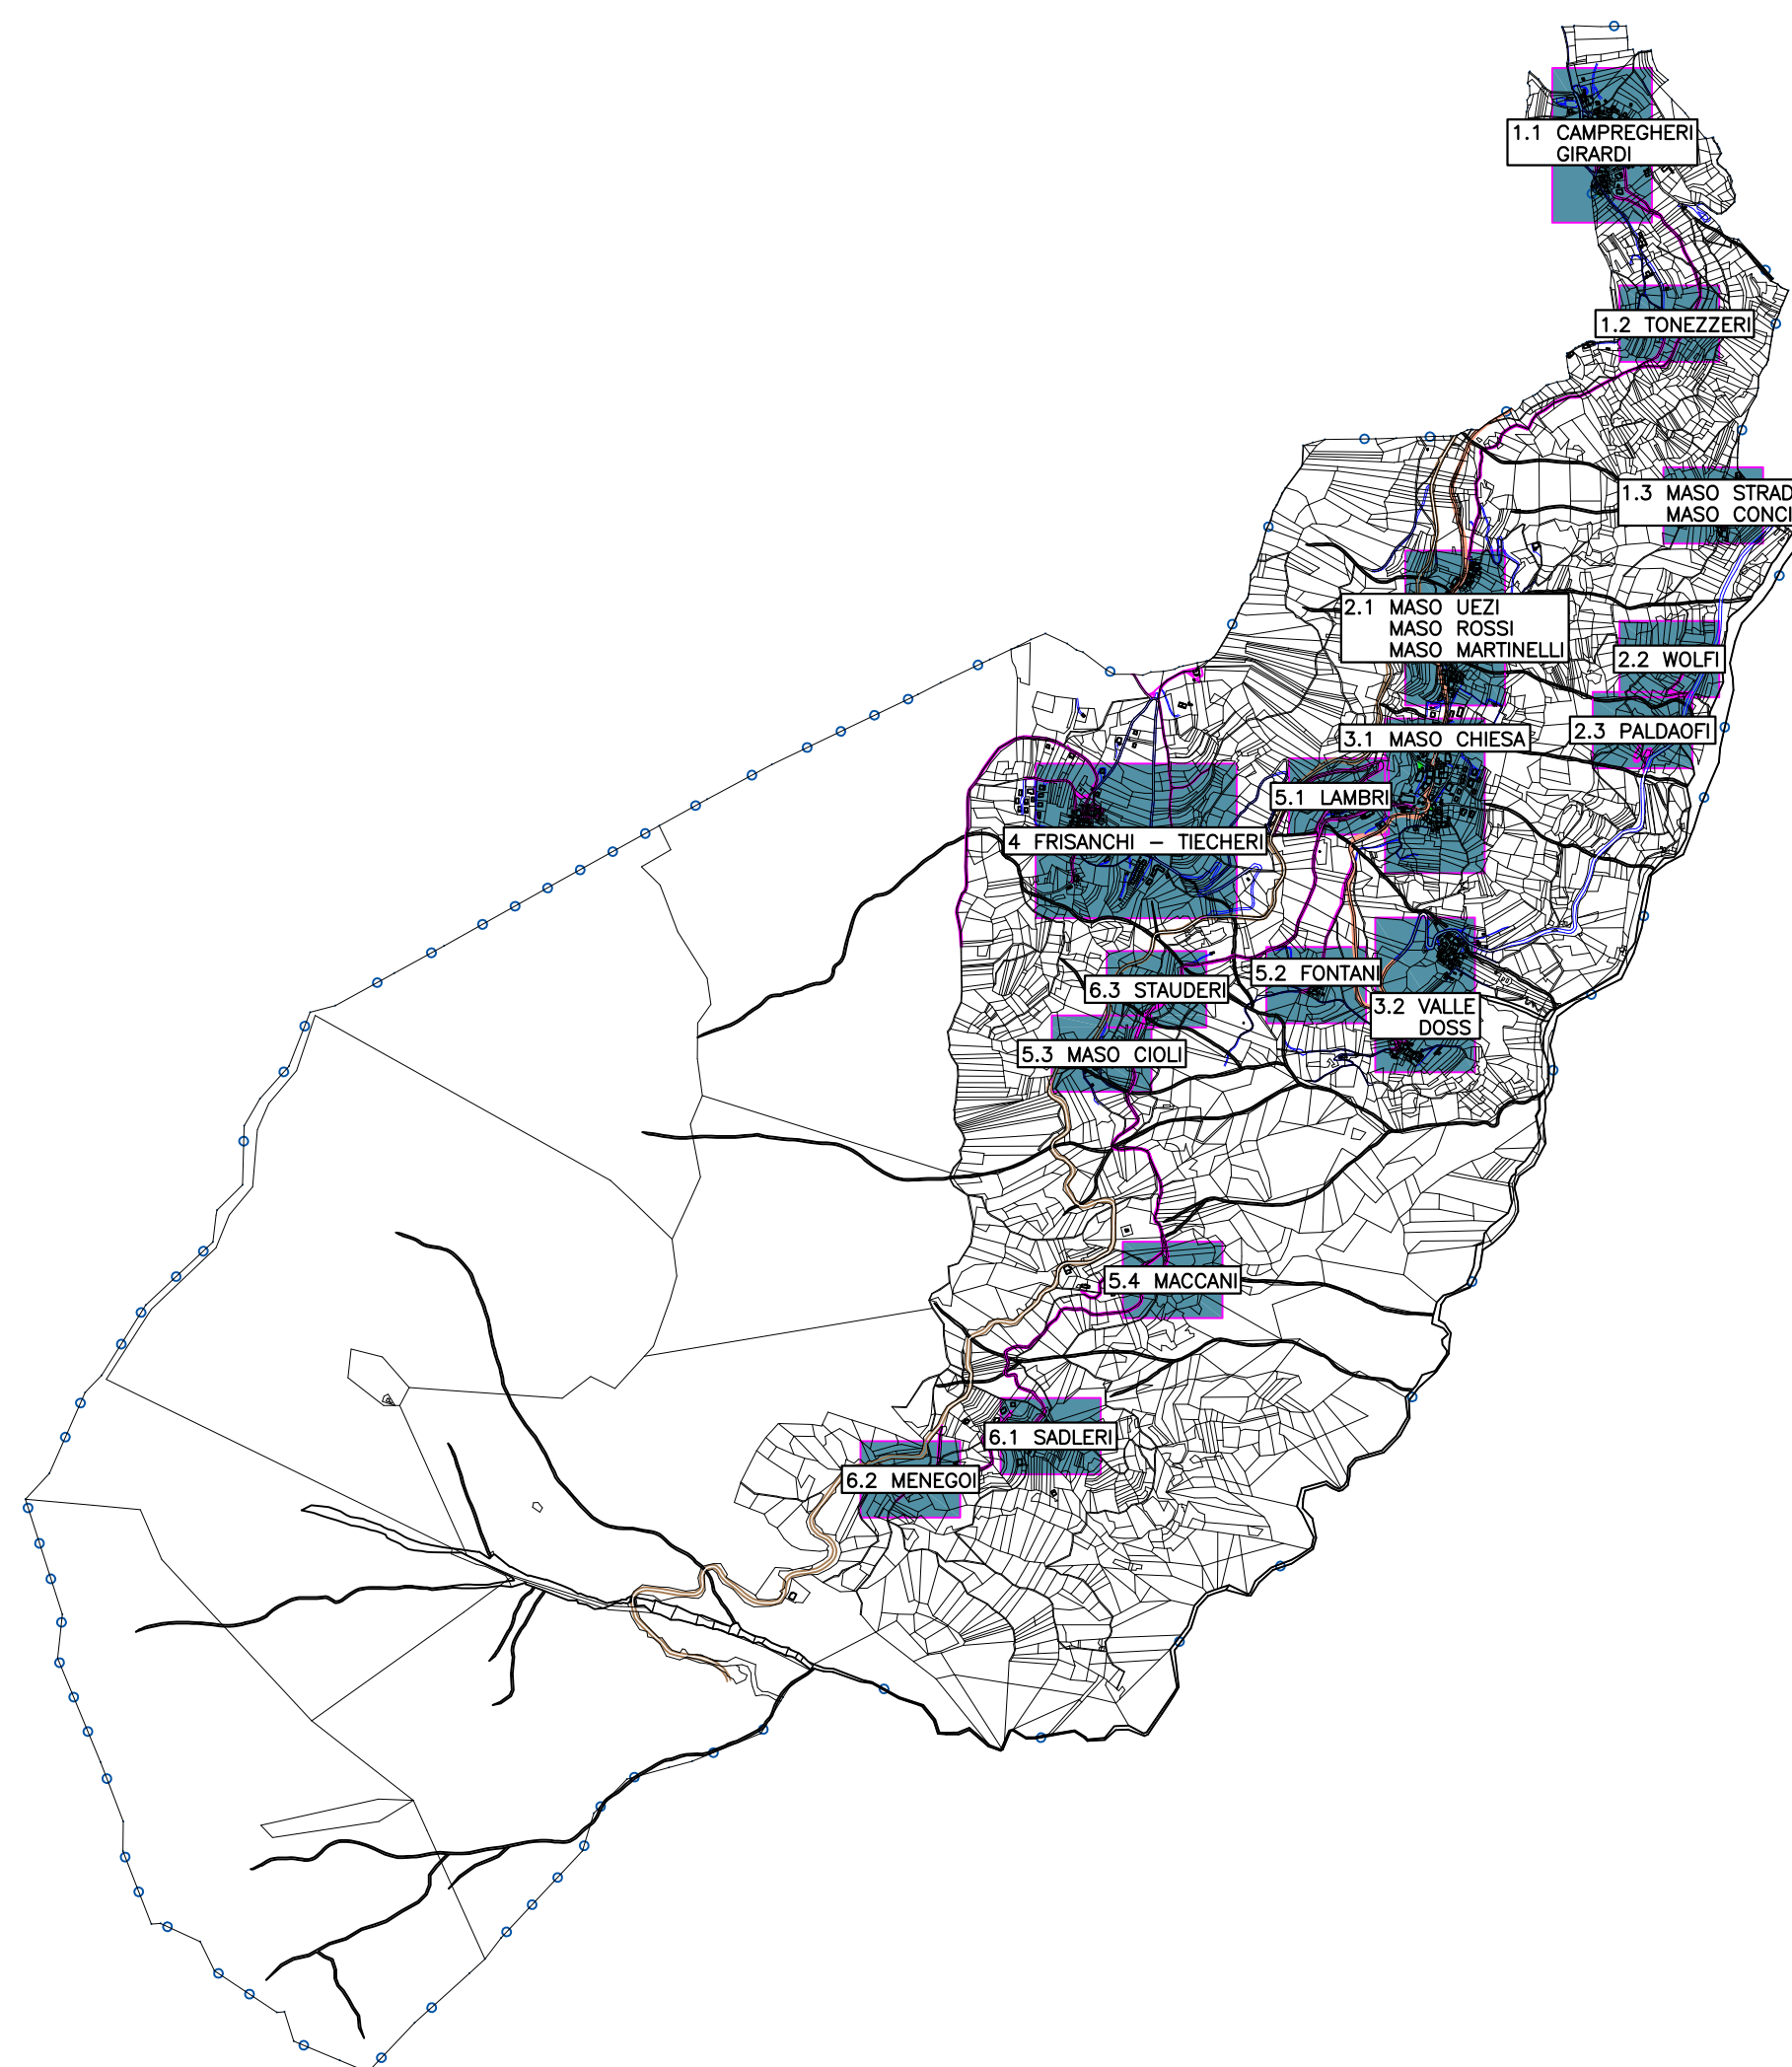 1.1 CAMPREGHERI
GIRARDI
1.2 TONEZZERI
1.3 MASO STRAD
MASO CONCI
2.1 MASO UEZI
MASO ROSSI
MASO MARTINELLI
2.2 WOLFI
2.3 PALDAOFI
3.1 MASO CHIESA
5.1 LAMBRI
4 FRISANCHI – TIECHERI
5.2 FONTANI
6.3 STAUDERI
3.2 VALLE
DOSS
5.3 MASO CIOLI
5.4 MACCANI
6.1 SADLERI
6.2 MENEGOI